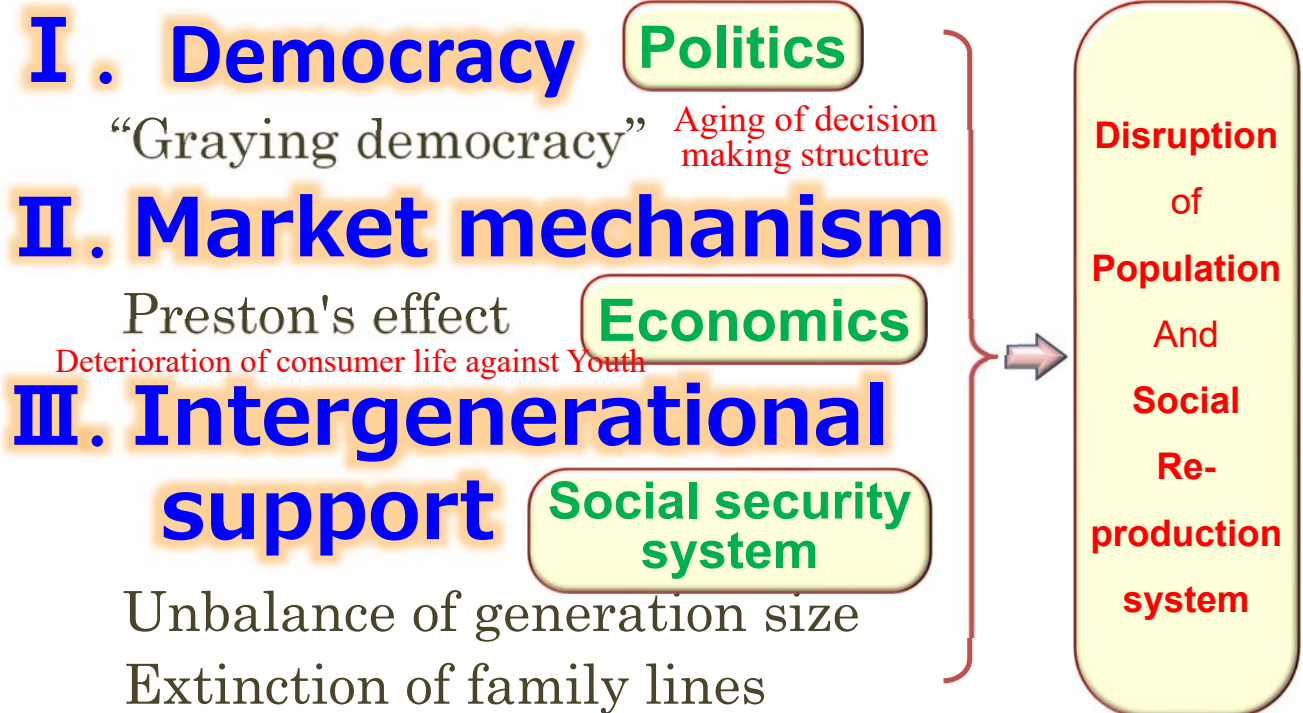 Ⅰ. Democracy
Politics
“Graying democracy”
Aging of decision
making structure
Ⅱ. Market mechanism
Preston's effect
Economics
Deterioration of consumer life against Youth
Ⅲ. Intergenerational
support
Social security
system
Unbalance of generation size
Extinction of family lines
Disruption
of
Population
And
Social
Re-
production
system